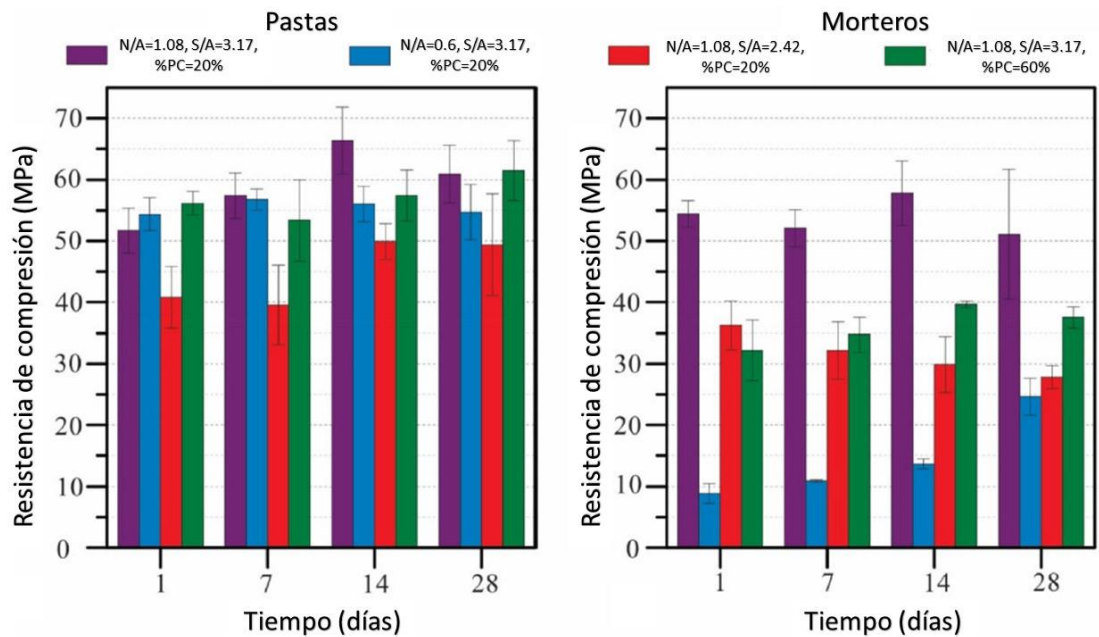 Pastas
Morteros
N/A=1.08, S/A=3.17,
%PC=20%
N/A=0.6, S/A=3.17,
%PC=20%
N/A=1.08, S/A=2.42,
%PC=20%
N/A=1.08, S/A=3.17,
%PC=60%
Resistencia de compresión (MPa)
70
60
50
40
30
20
10
0
1
7
14
28
Tiempo (días)
Resistencia de compresión (MPa)
70
60
50
40
30
20
10
0
1
7
14
28
Tiempo (días)